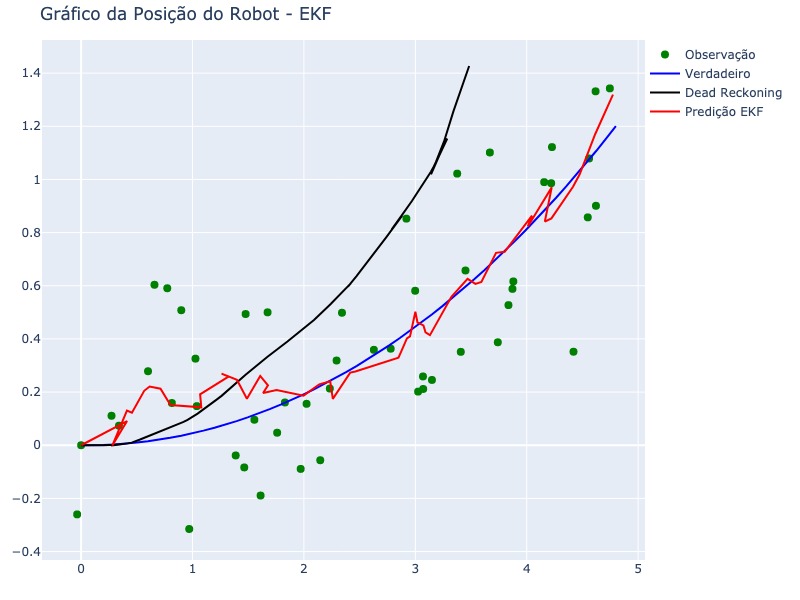 Gráfico da Posição do Robot - EKF
Observação
Verdadeiro
Dead Reckoning
Predição EKF
1.4
1.2
1
0.8
0.6
0.4
0.2
0
−0.2
−0.4
0 1 2 3 4 5